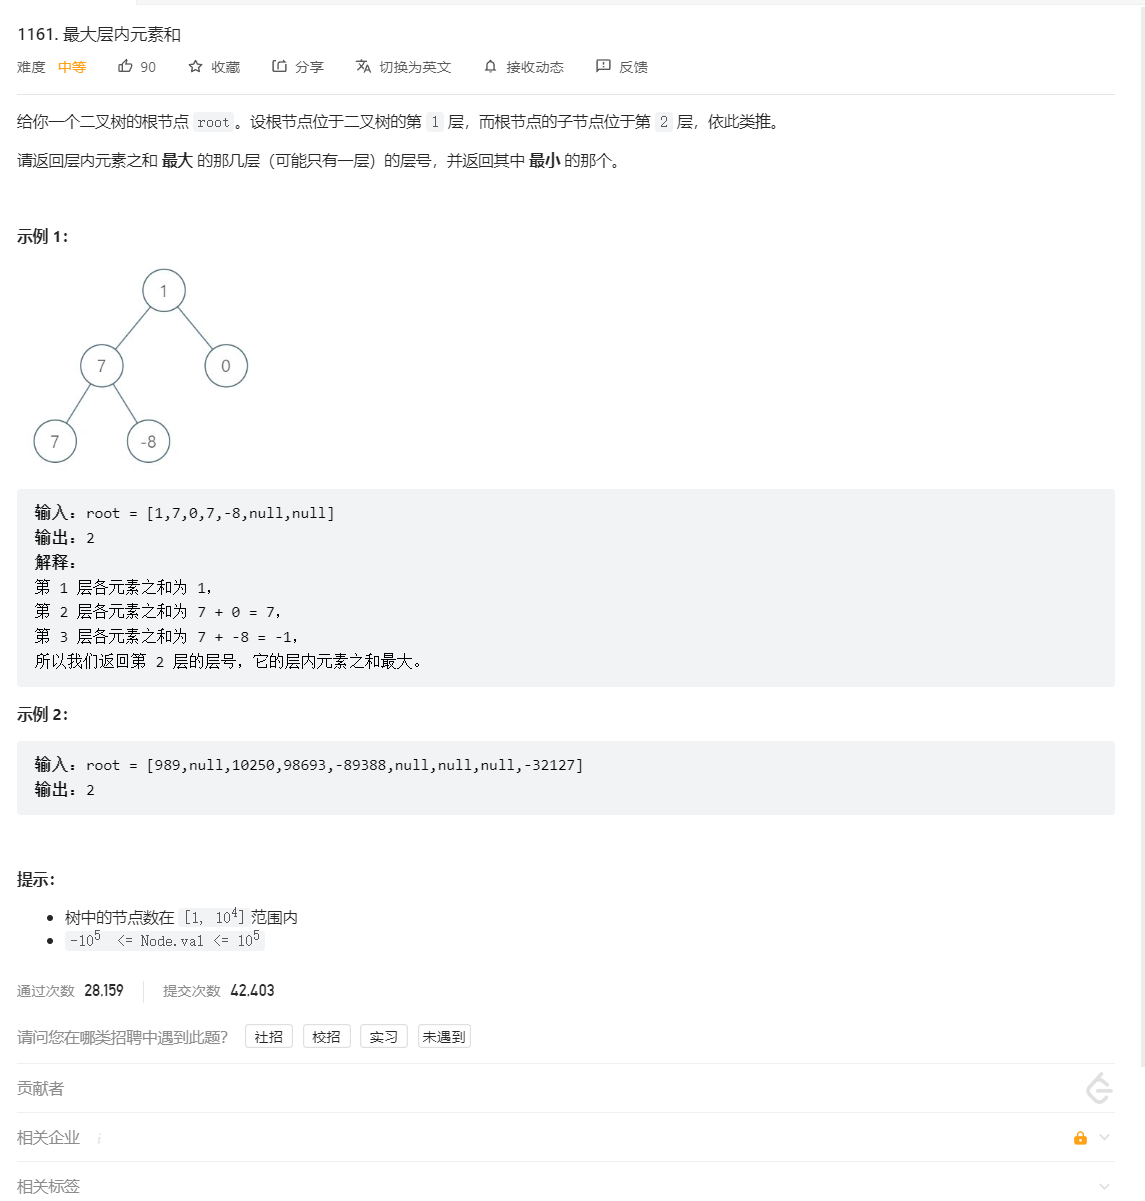 1161. 最大层内元素和
难度 中等 90 收藏 分享 切换为英文 接收动态 反馈
给你一个二叉树的根节点 root。设根节点位于二叉树的第 1 层，而根节点的子节点位于第 2 层，依此类推。
请返回层内元素之和 最大 的那几层（可能只有一层）的层号，并返回其中 最小 的那个。
示例 1：
1
7 0
7 -8
输入：root = [1,7,0,7,-8,null,null]
输出：2
解释：
第 1 层各元素之和为 1，
第 2 层各元素之和为 7 + 0 = 7，
第 3 层各元素之和为 7 + -8 = -1，
所以我们返回第 2 层的层号，它的层内元素之和最大。
示例 2：
输入：root = [989,null,10250,98693,-89388,null,null,null,-32127]
输出：2
提示：
• 树中的节点数在 [1, 10⁴] 范围内
• -10⁵ <= Node.val <= 10⁵
通过次数 28,159 提交次数 42,403
请问您在哪类招聘中遇到此题？ 社招 校招 实习 未遇到
贡献者
相关企业 i
相关标签